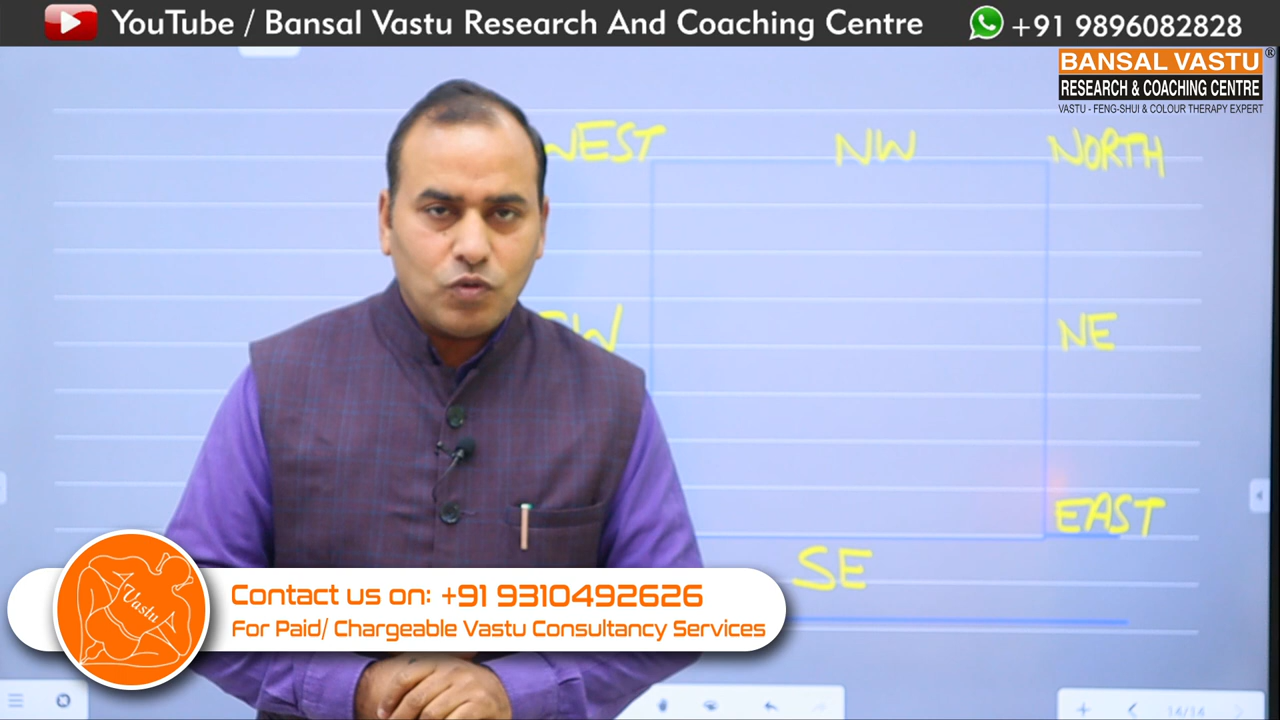 YouTube / Bansal Vastu Research And Coaching Centre
+91 9896082828
BANSAL VASTU®
RESEARCH & COACHING CENTRE
VASTU - FENG-SHUI & COLOUR THERAPY EXPERT
WEST NW NORTH
NE
EAST
SE
Vastu
Contact us on: +91 9310492626
For Paid/ Chargeable Vastu Consultancy Services
14/14